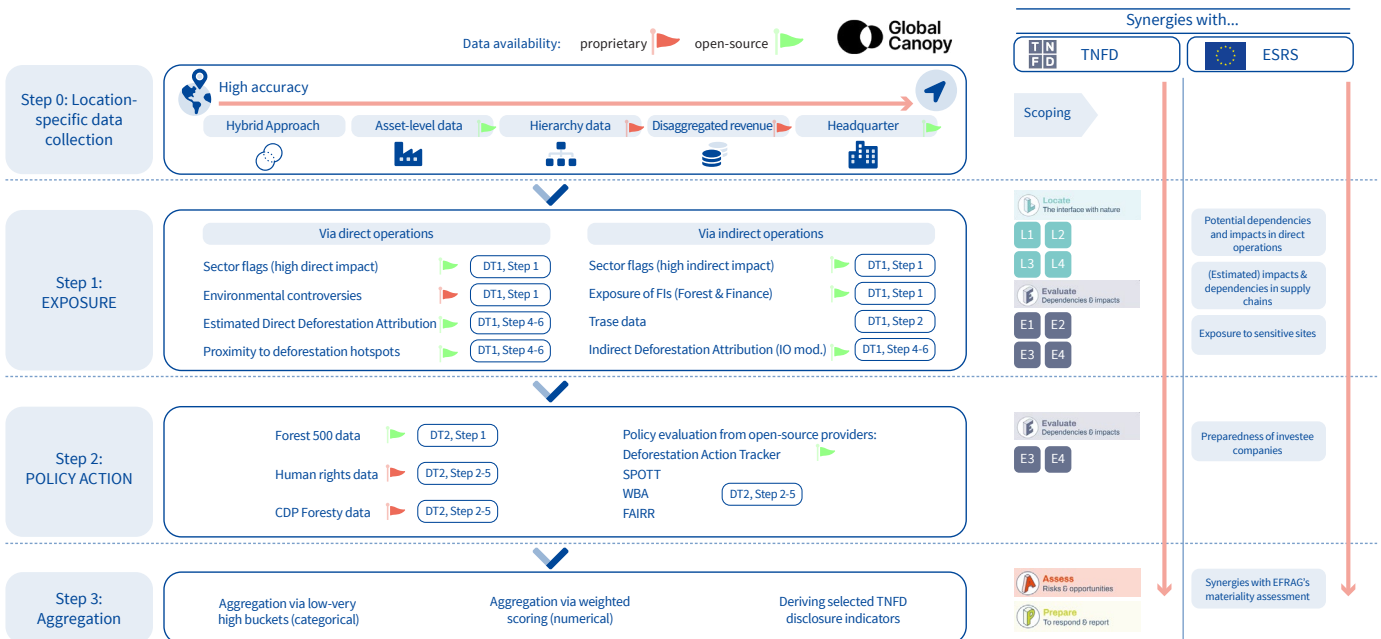 Data availability: proprietary open-source
Global
Canopy
Synergies with...
TN
FD
TNFD
ESRS
Step 0: Location-
specific data
collection
High accuracy
Hybrid Approach
Asset-level data
Hierarchy data
Disaggregated revenue
Headquarter
Scoping
Step 1:
EXPOSURE
Via direct operations
Sector flags (high direct impact)
DT1, Step 1
Environmental controversies
DT1, Step 1
Estimated Direct Deforestation Attribution
DT1, Step 4-6
Proximity to deforestation hotspots
DT1, Step 4-6
Via indirect operations
Sector flags (high indirect impact)
DT1, Step 1
Exposure of FIs (Forest & Finance)
DT1, Step 1
Trase data
DT1, Step 2
Indirect Deforestation Attribution (IO mod.)
DT1, Step 4-6
Locate
The interface with nature
L1 L2
L3 L4
Evaluate
Dependencies & impacts
E1 E2
E3 E4
Potential dependencies
and impacts in direct
operations
(Estimated) impacts &
dependencies in supply
chains
Exposure to sensitive sites
Step 2:
POLICY ACTION
Forest 500 data
DT2, Step 1
Human rights data
DT2, Step 2-5
CDP Foresty data
DT2, Step 2-5
Policy evaluation from open-source providers:
Deforestation Action Tracker
SPOTT
WBA
FAIRR
DT2, Step 2-5
Evaluate
Dependencies & impacts
E3 E4
Preparedness of investee
companies
Step 3:
Aggregation
Aggregation via low-very
high buckets (categorical)
Aggregation via weighted
scoring (numerical)
Deriving selected TNFD
disclosure indicators
Assess
Risks & opportunities
Prepare
To respond & report
Synergies with EFRAG's
materiality assessment